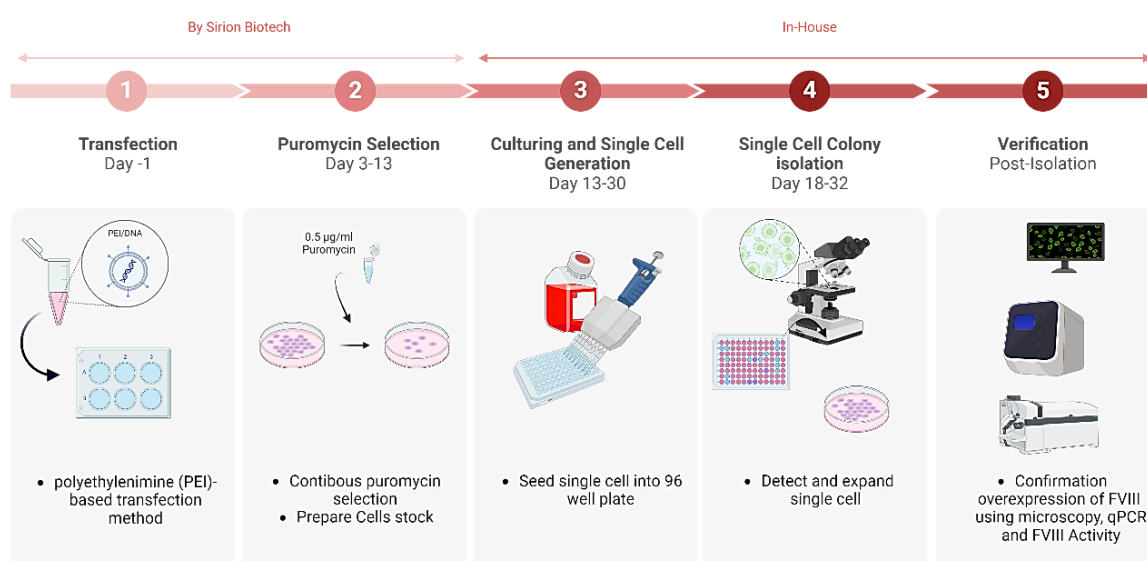 By Sirion Biotech
In-House
1
2
3
4
5
Transfection
Day -1
Puromycin Selection
Day 3-13
Culturing and Single Cell
Generation
Day 13-30
Single Cell Colony
isolation
Day 18-32
Verification
Post-Isolation
PEI/DNA
1 2 3
A
B
0.5 µg/ml
Puromycin
• polyethylenimine (PEI)-
based transfection
method
• Contibous puromycin
selection
• Prepare Cells stock
• Seed single cell into 96
well plate
• Detect and expand
single cell
• Confirmation
overexpression of FVIII
using microscopy, qPCR
and FVIII Activity